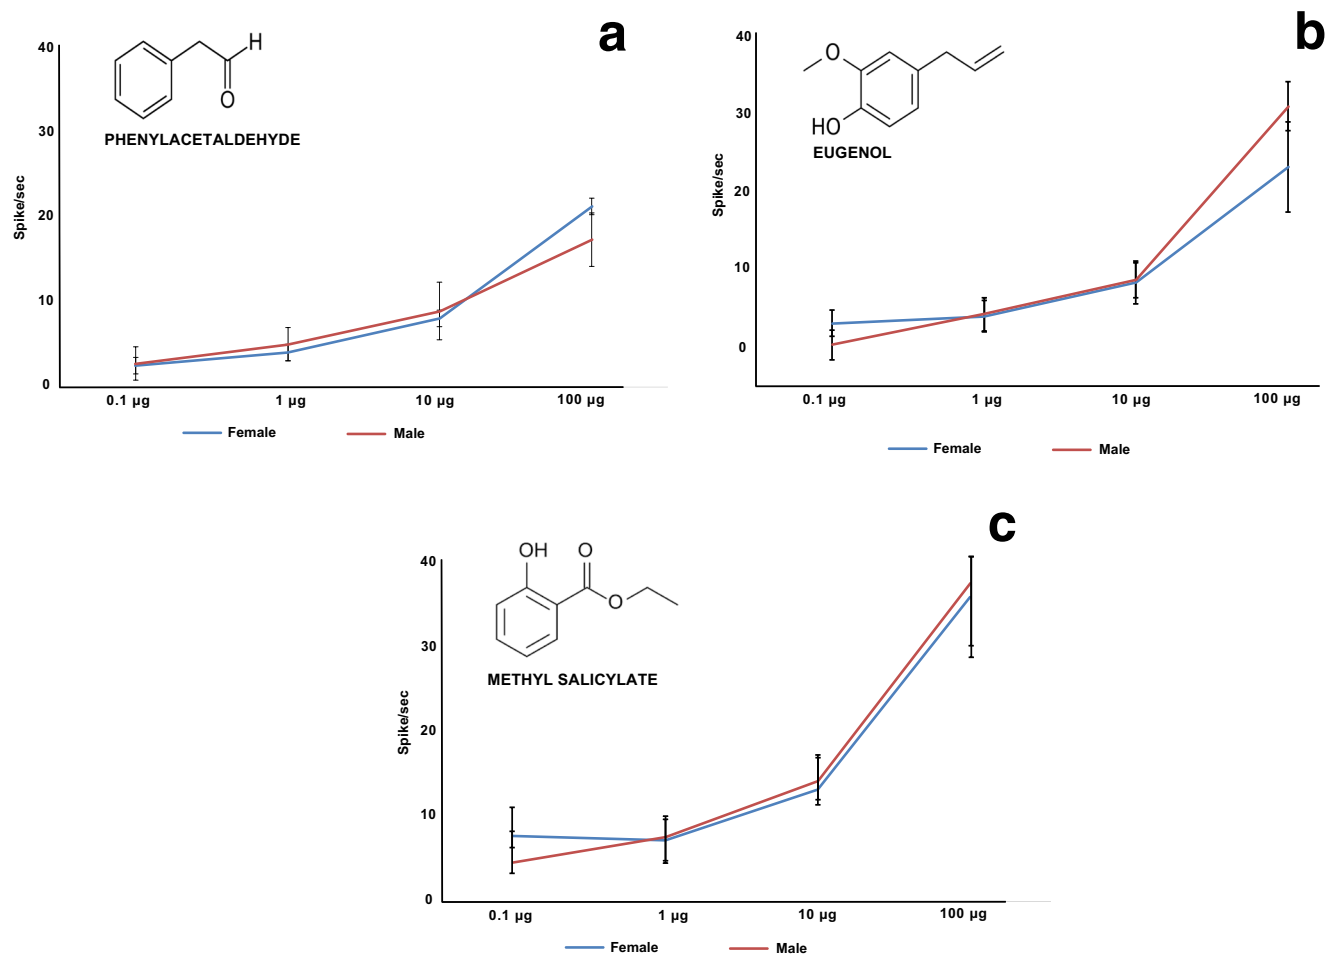 a
40
30
20
10
0
Spike/sec
H
O
PHENYLACETALDEHYDE
0.1 µg 1 µg 10 µg 100 µg
Female Male
b
40
30
20
10
0
Spike/sec
O
HO
EUGENOL
0.1 µg 1 µg 10 µg 100 µg
Female Male
c
40
30
20
10
0
Spike/sec
OH O
O
METHYL SALICYLATE
0.1 µg 1 µg 10 µg 100 µg
Female Male